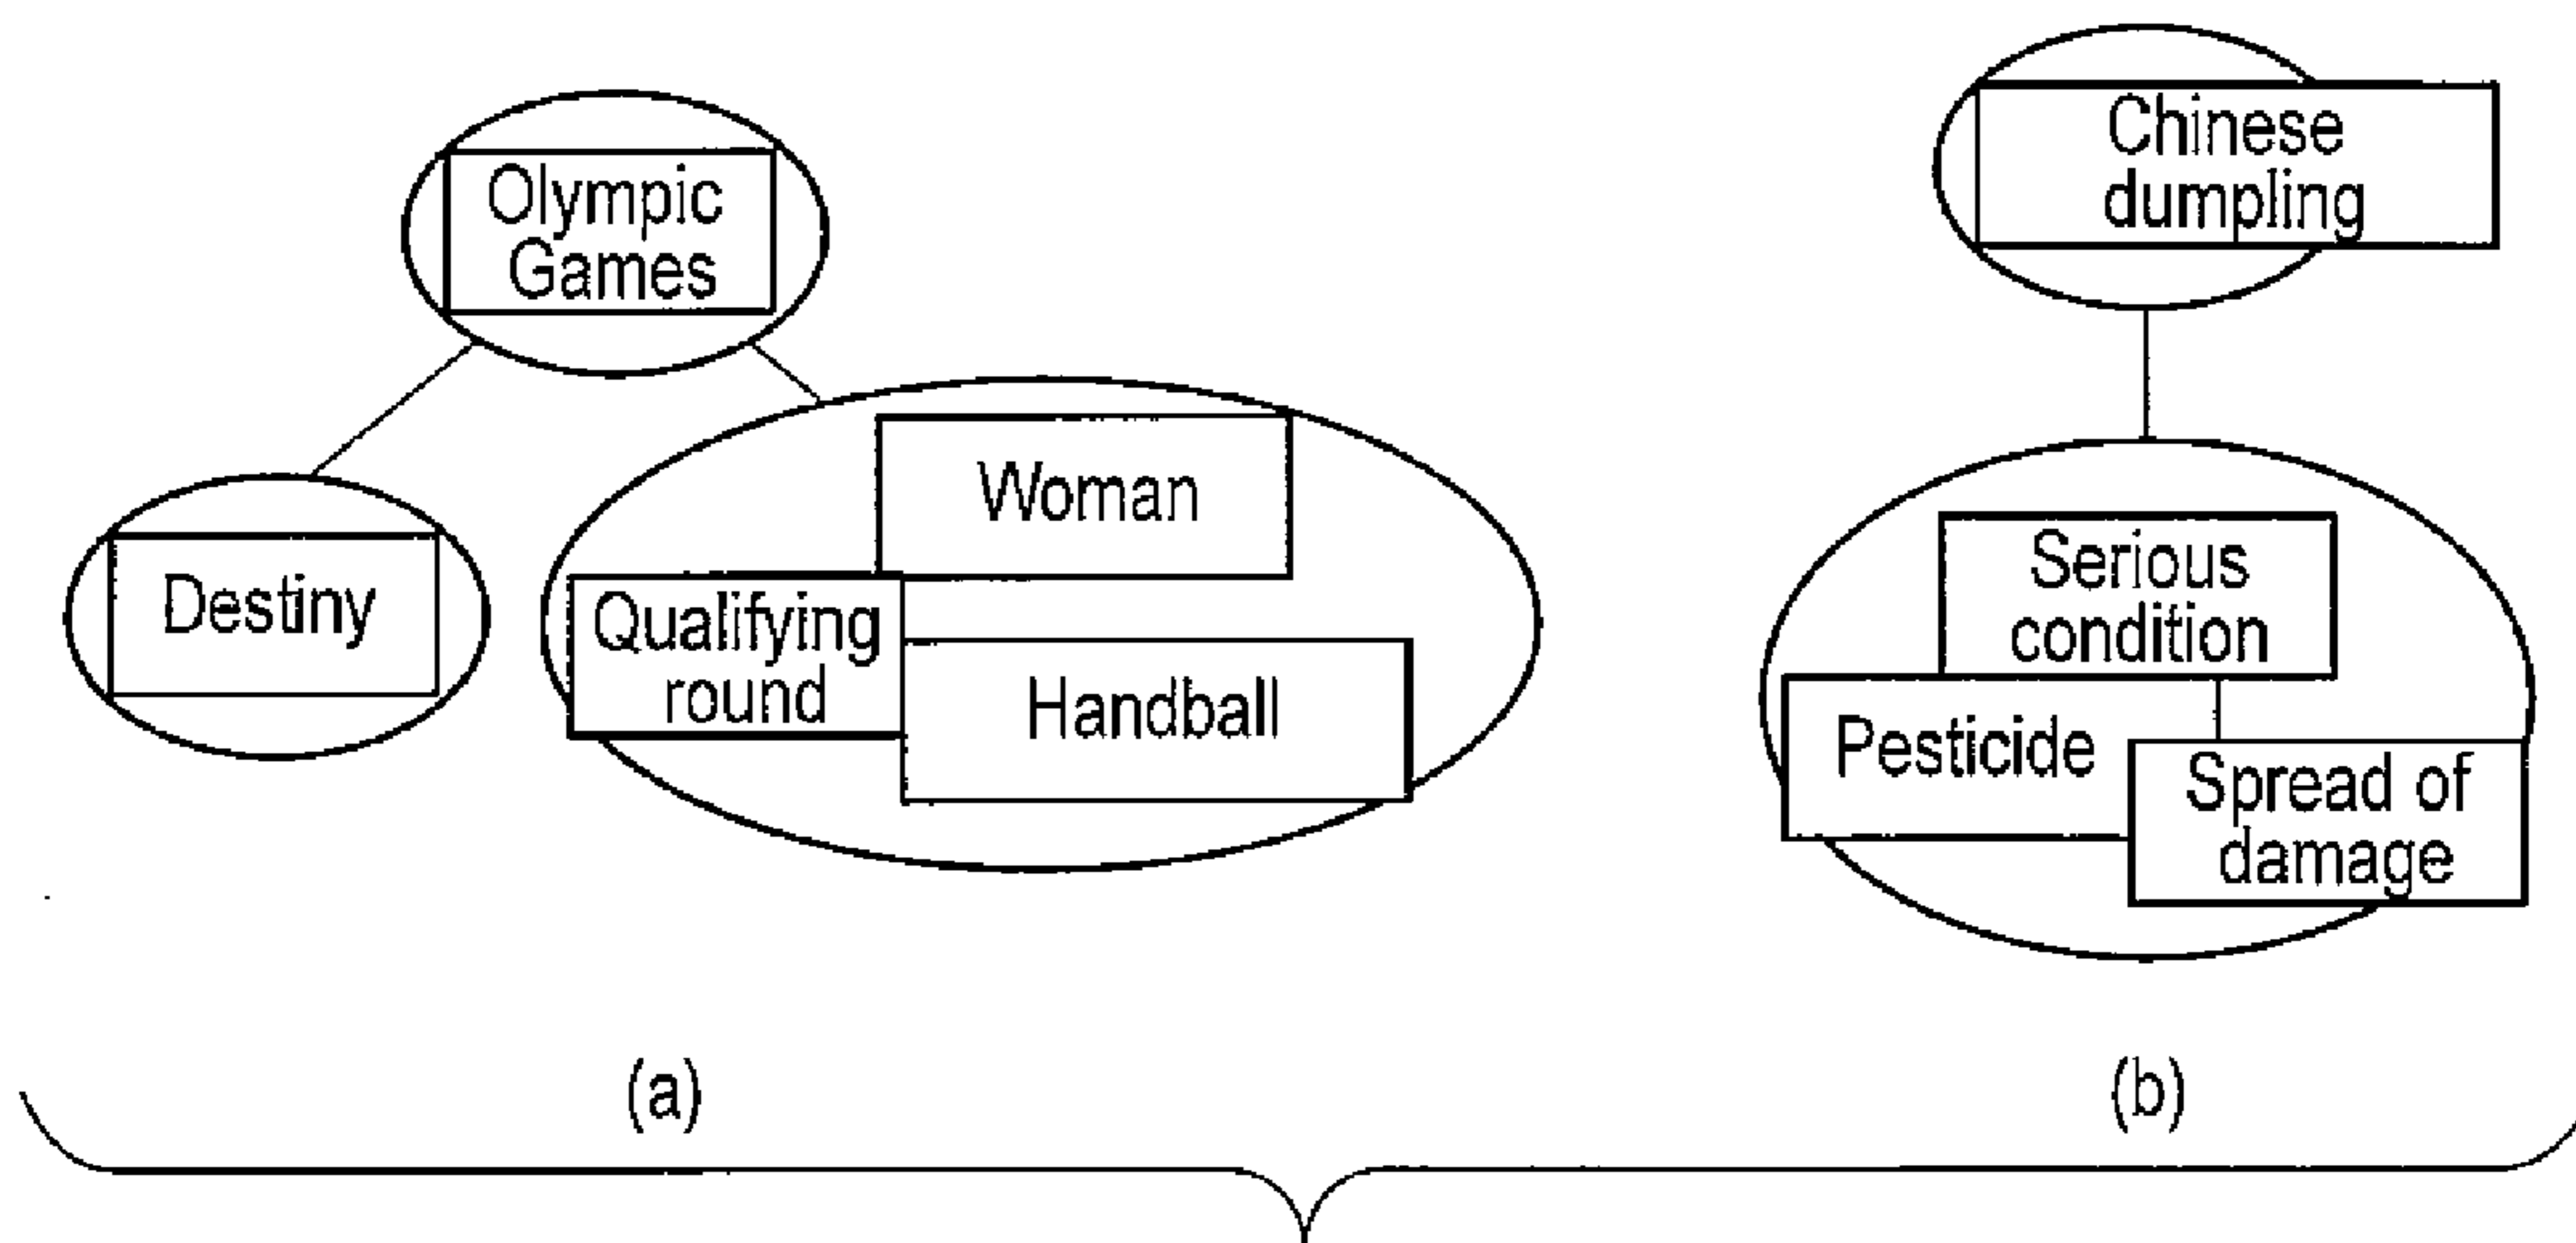 Olympic
Games
Destiny
Woman
Qualifying
round
Handball
(a)
Chinese
dumpling
Serious
condition
Pesticide
Spread of
damage
(b)